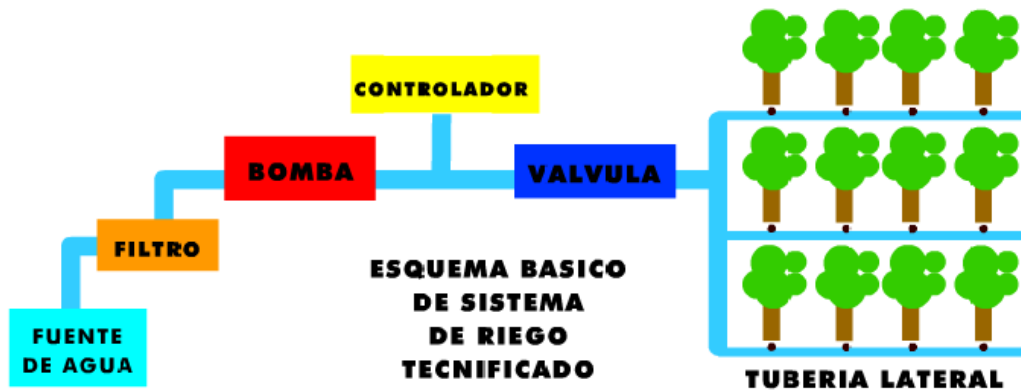 CONTROLADOR
BOMBA
VALVULA
FILTRO
FUENTE
DE AGUA
ESQUEMA BASICO
DE SISTEMA
DE RIEGO
TECNIFICADO
TUBERIA LATERAL